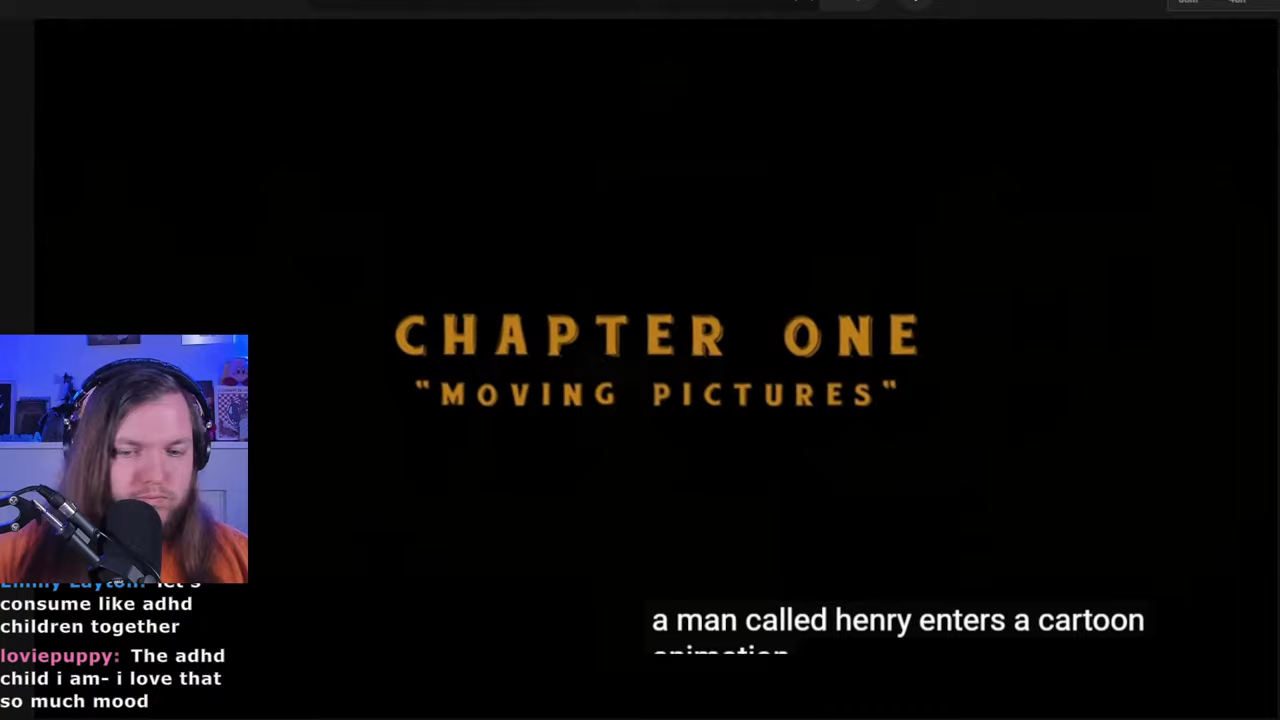 CHAPTER ONE
"MOVING PICTURES"
a man called henry enters a cartoon
consume like adhd
children together
loviepuppy: The adhd
child i am- i love that
so much mood